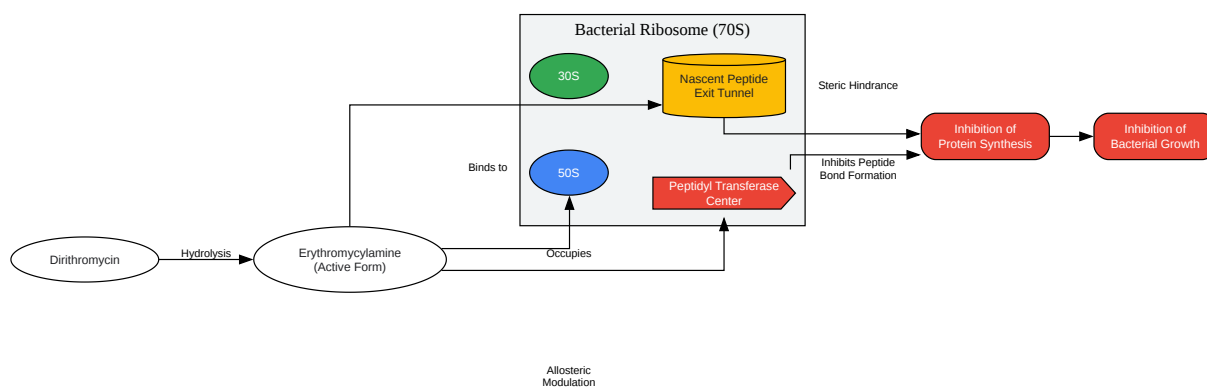 Bacterial Ribosome (70S)
30S
Nascent Peptide
Exit Tunnel
Steric Hindrance
Inhibition of
Protein Synthesis
Inhibition of
Bacterial Growth
Binds to
50S
Inhibits Peptide
Bond Formation
Peptidyl Transferase
Center
Dirithromycin
Hydrolysis
Erythromycylamine
(Active Form)
Occupies
Allosteric
Modulation